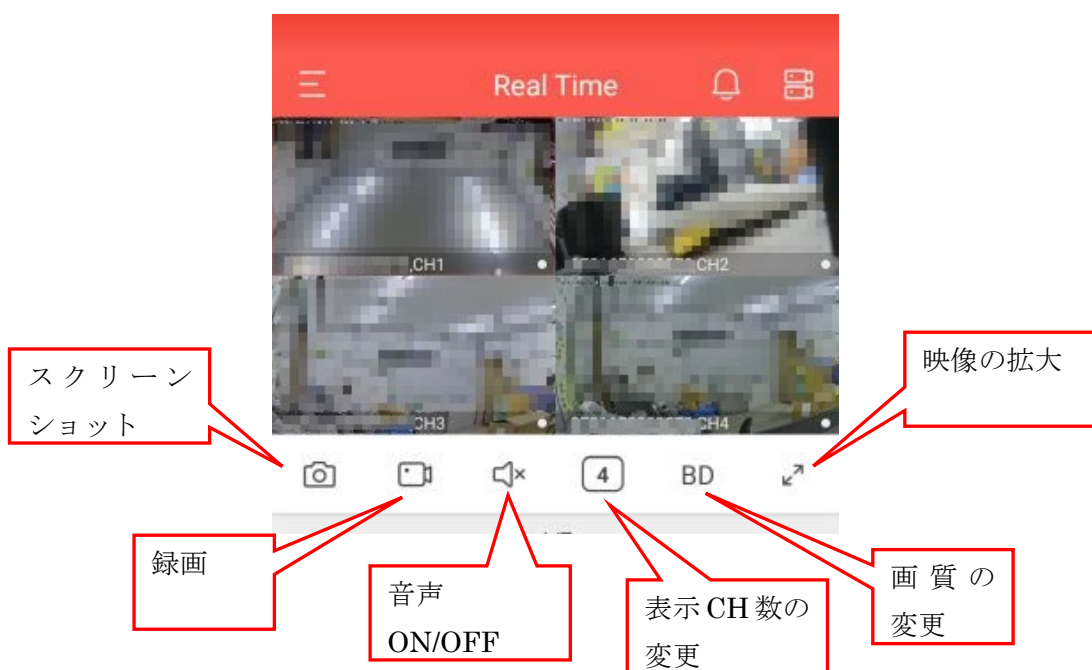 Real Time
,CH1
CH2
,CH3
CH4
スクリーン
ショット
映像の拡大
4
BD
録画
音声
ON/OFF
表示CH数の
変更
画質の
変更